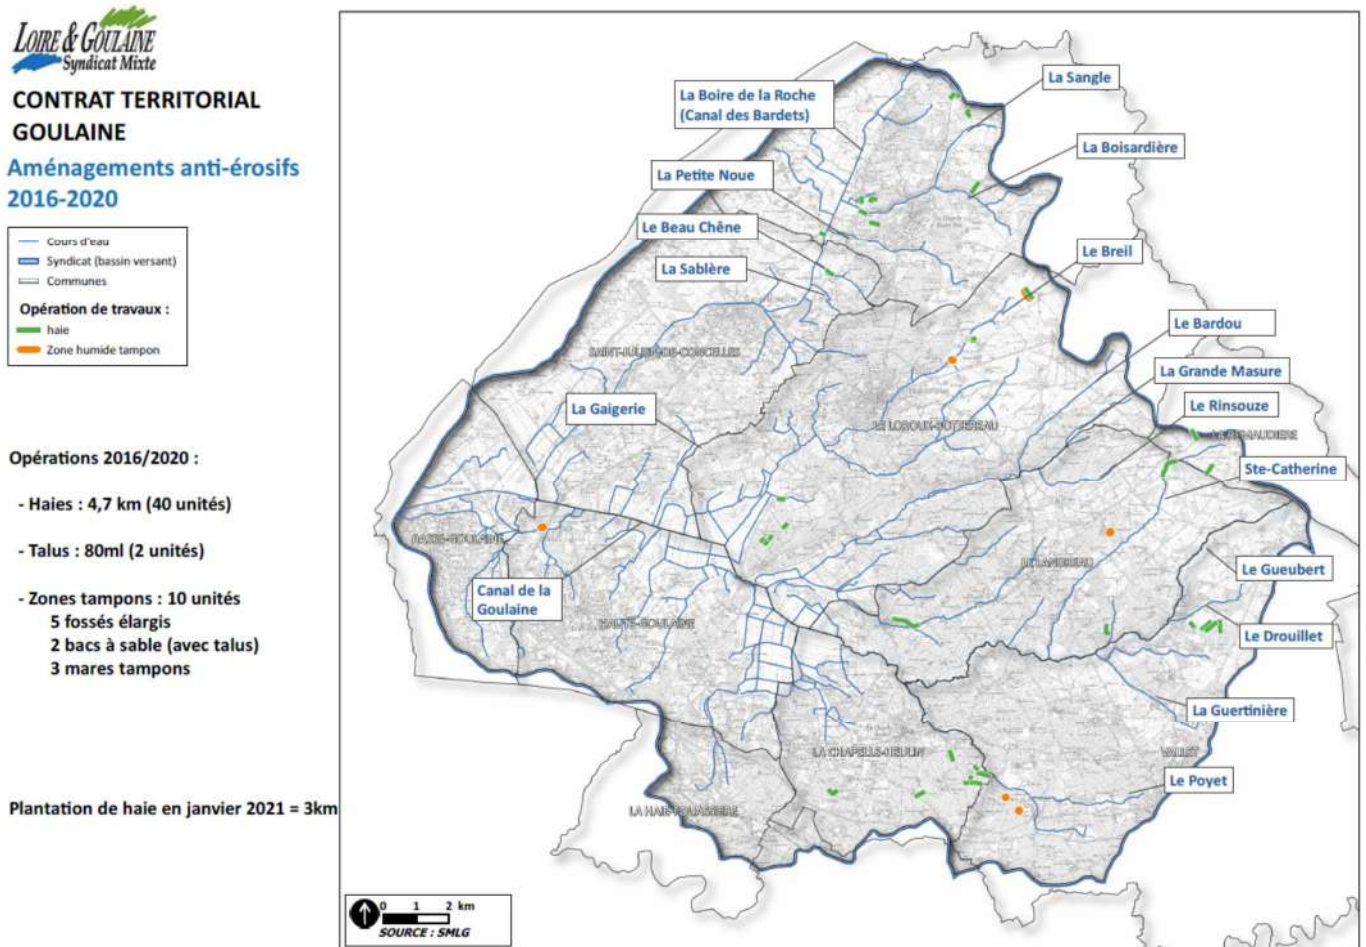 LOIRE & GOULAINE
Syndicat Mixte
CONTRAT TERRITORIAL
GOULAINE
Aménagements anti-érosifs
2016-2020
Cours d'eau
Syndicat (bassin versant)
Communes
Opération de travaux :
haie
Zone humide tampon
Opérations 2016/2020 :
- Haies : 4,7 km (40 unités)
- Talus : 80ml (2 unités)
- Zones tampons : 10 unités
5 fossés élargis
2 bacs à sable (avec talus)
3 mares tampons
Plantation de haie en janvier 2021 = 3km
La Sangle
La Boire de la Roche
(Canal des Bardets)
La Boisardière
La Petite Noue
Le Beau Chêne
Le Breil
La Sablère
Le Bardou
SAINT-JULIEN-DE-CONCELLES
La Grande Masure
La Gaigerie
Le Rinsouze
LE LOROUX-BOTTEREAU
LA REMAUDIERE
Ste-Catherine
BASSE-GOULAINE
LE LANDREAU
Le Gueubert
Canal de la
Goulaine
HAUTE-GOULAINE
Le Drouillet
La Guertinière
LA CHAPELLE-HEULIN
VALLET
Le Poyet
LA HAIE-FOUASSIERE
0 1 2 km
SOURCE : SMLG